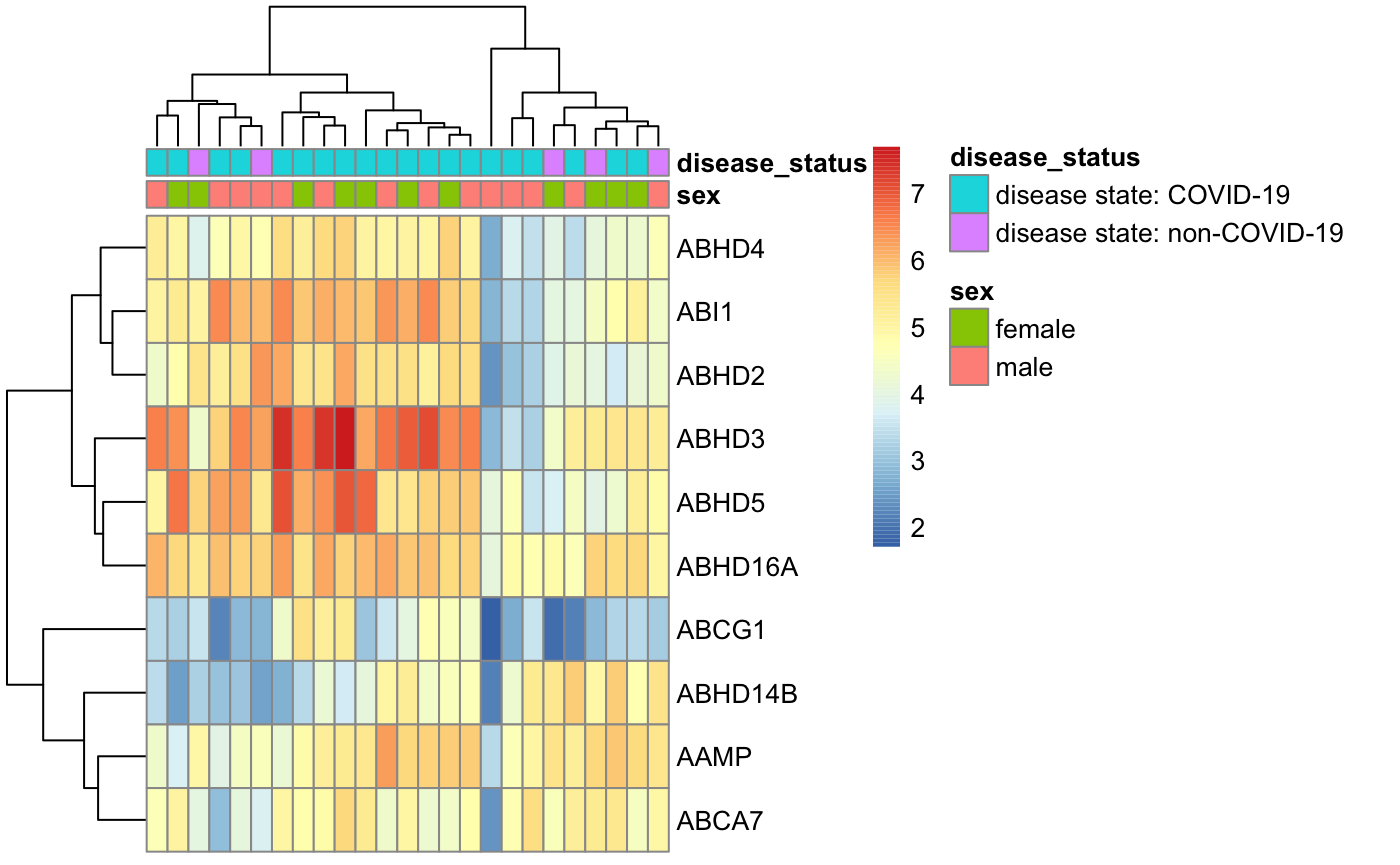 disease_status
sex
ABHD4
ABI1
ABHD2
ABHD3
ABHD5
ABHD16A
ABCG1
ABHD14B
AAMP
ABCA7
7
6
5
4
3
2
disease_status
disease state: COVID-19
disease state: non-COVID-19
sex
female
male